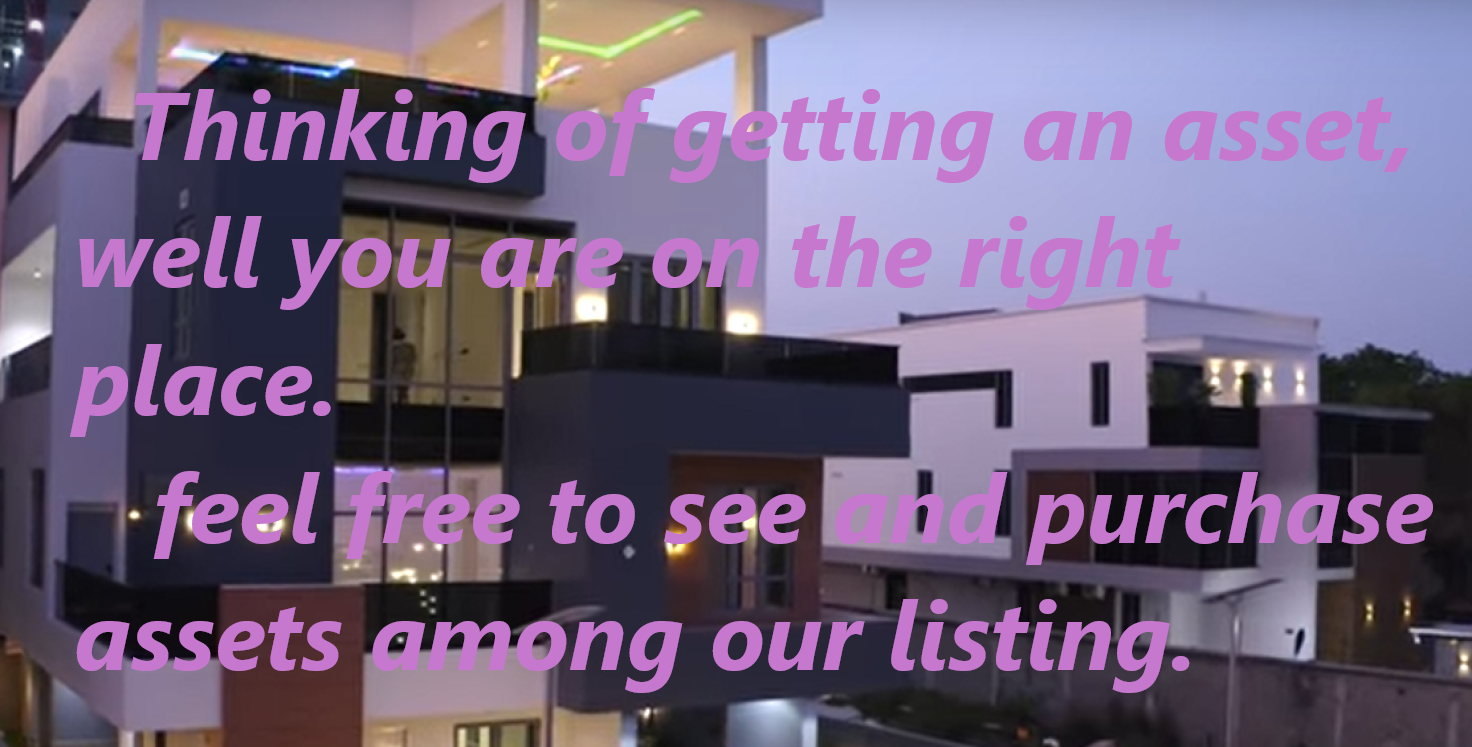 Thinking of getting an asset,
well you are on the right
place.
feel free to see and purchase
assets among our listing.